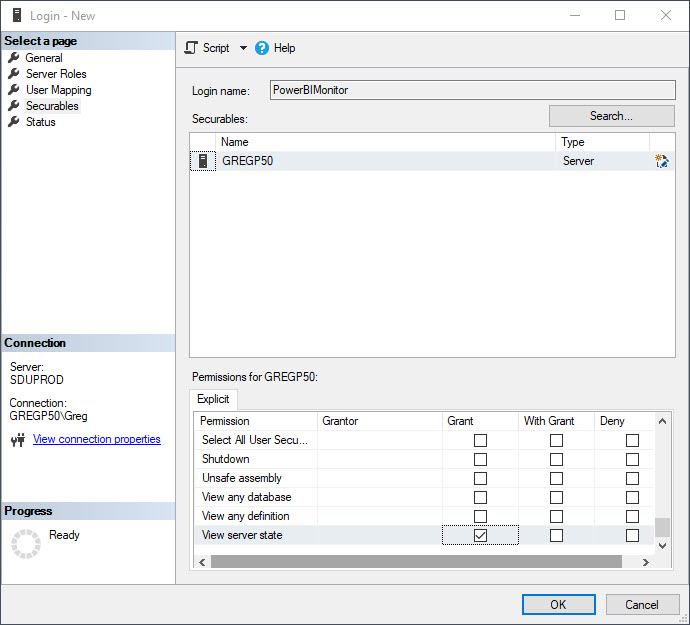 Login - New
Select a page
General
Server Roles
User Mapping
Securables
Status
Script Help
Login name: PowerBIMonitor
Securables: Search...
Name Type
GREGP50 Server
Connection
Server:
SDUPROD
Connection:
GREGP50\Greg
View connection properties
Progress
Ready
Permissions for GREGP50:
Explicit
Permission Grantor Grant With Grant Deny
Select All User Secu...
Shutdown
Unsafe assembly
View any database
View any definition
View server state
OK Cancel